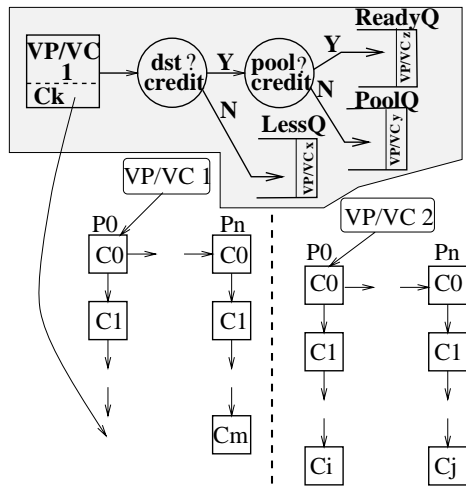 ReadyQ
VP/VC
1
Ck
dst ?
credit
Y
pool ?
credit
Y
VP/VC z
N
PoolQ
VP/VC y
N
LessQ
VP/VC x
VP/VC 1
VP/VC 2
P0
Pn
C0
C0
C1
C1
Cm
P0
Pn
C0
C0
C1
C1
Ci
Cj